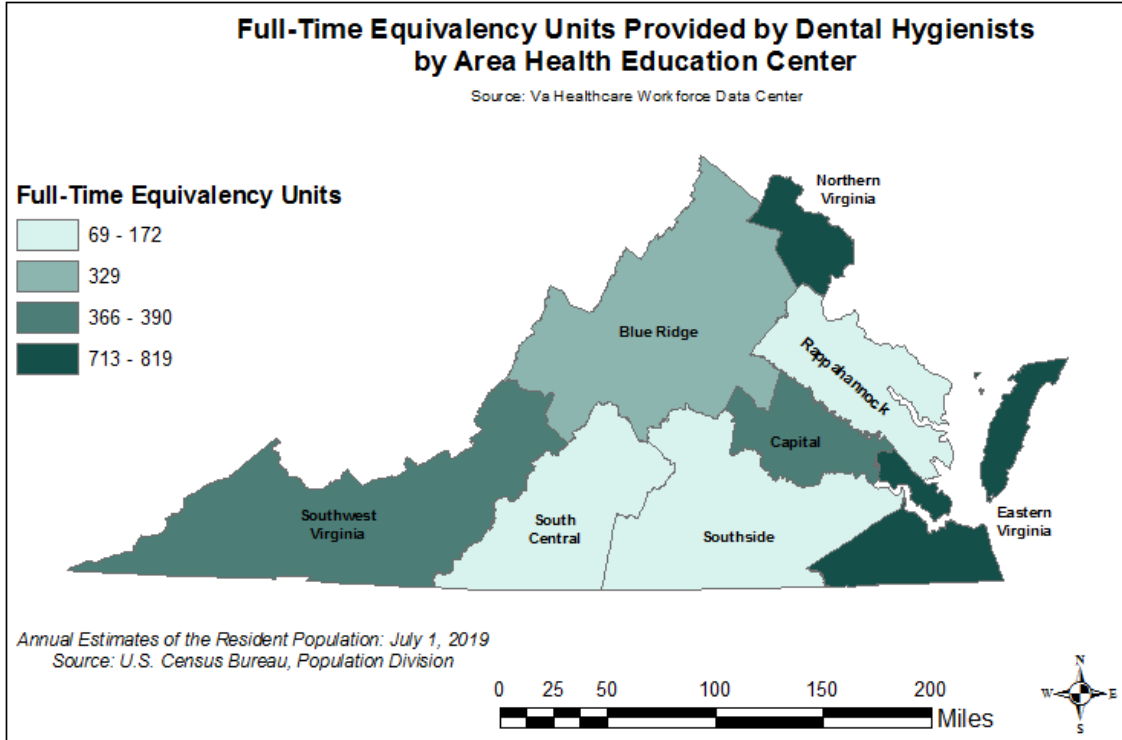 Full-Time Equivalency Units Provided by Dental Hygienists
by Area Health Education Center
Source: Va Healthcare Workforce Data Center
Full-Time Equivalency Units
69 - 172
329
366 - 390
713 - 819
Northern
Virginia
Blue Ridge
Rappahannock
Capital
Southwest
Virginia
South
Central
Southside
Eastern
Virginia
Annual Estimates of the Resident Population: July 1, 2019
Source: U.S. Census Bureau, Population Division
0 25 50 100 150 200
Miles
N
W E
S